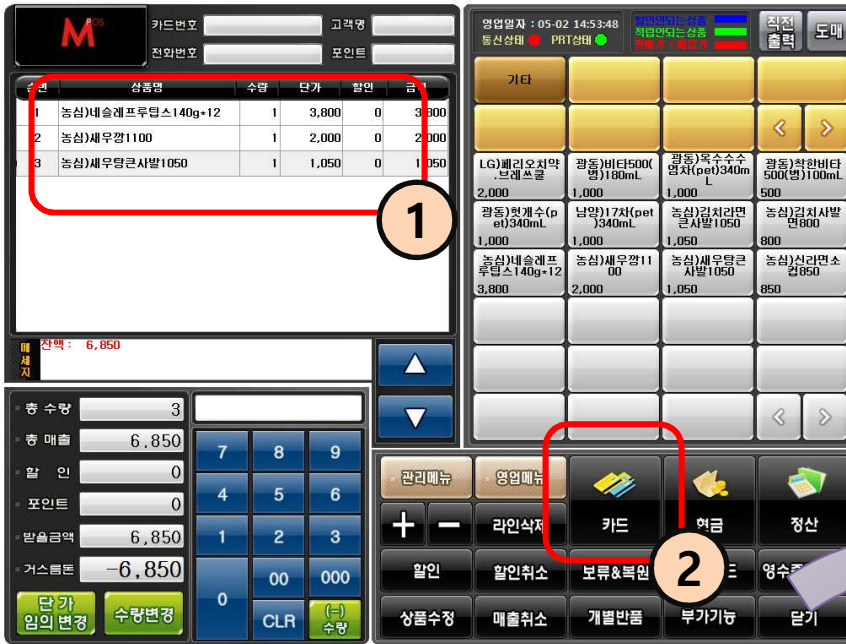 M POS
카드번호
고객명
전화번호
포인트
상품명 수량 단가 할인
1 농심)네슬레프루팁스140g*12 1 3,800 0 3,800
2 농심)새우깡1100 1 2,000 0 2,000
3 농심)새우탕큰사발1050 1 1,050 0 1,050
1
메세지
잔액 : 6,850
총 수량 3
총 매출 6,850
할 인 0
포인트 0
받을금액 6,850
거스름돈 -6,850
단가
임의변경
수량변경
7 8 9
4 5 6
1 2 3
0 00 000
CLR (-)
수량
영업일자 : 05-02 14:53:48
통신상태 PRT상태
할인안되는상품
적립안되는상품
직전
출력
도매
기타
< >
LG)페리오치약
.브레쓰쿨
2,000
광동)비타500(
병)180mL
1,000
광동)옥수수수
염차(pet)340m
L
1,000
광동)착한비타
500(병)100mL
500
광동)헛개수(p
et)340mL
1,000
남양)17차(pet
)340mL
1,000
농심)김치라면
큰사발1050
1,050
농심)김치사발
면800
800
농심)네슬레프
루팁스140g*12
3,800
농심)새우깡11
00
2,000
농심)새우탕큰
사발1050
1,050
농심)신라면소
컵850
850
< >
관리메뉴
영업메뉴
카드
현금
정산
+ -
라인삭제
할인
할인취소
보류&복원
2
상품수정
매출취소
개별반품
부가기능
닫기